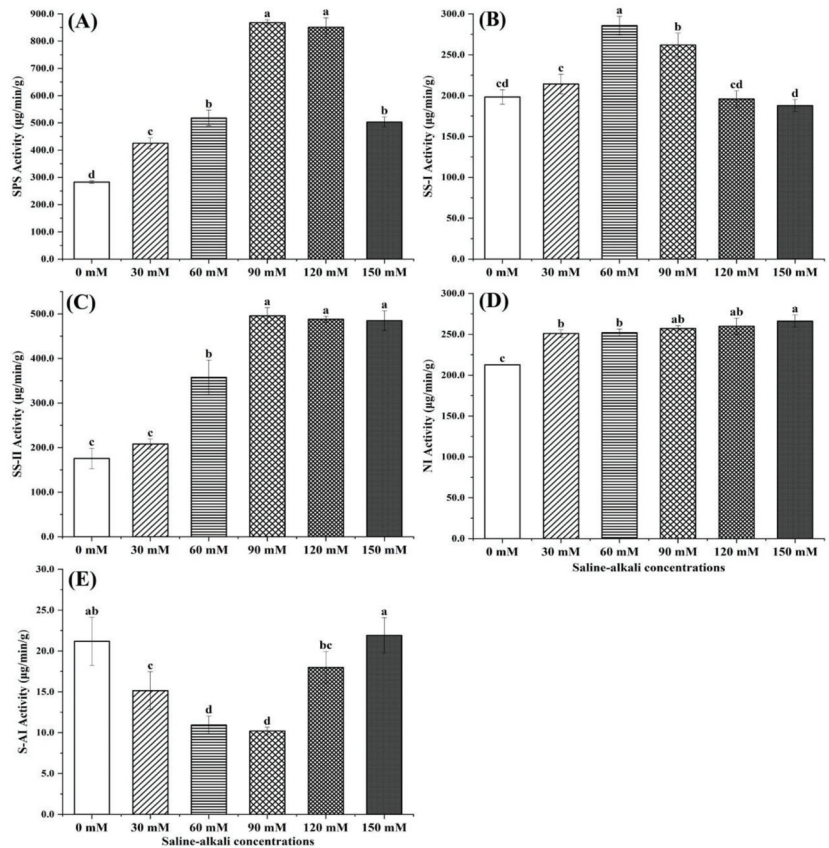 (A)
SPS Activity (μg/min/g)
900.0
800.0
700.0
600.0
500.0
400.0
300.0
200.0
100.0
0.0
d
c
b
a
a
b
0 mM 30 mM 60 mM 90 mM 120 mM 150 mM
(B)
SS-I Activity (μg/min/g)
300.0
250.0
200.0
150.0
100.0
50.0
0.0
cd
c
a
b
cd
d
0 mM 30 mM 60 mM 90 mM 120 mM 150 mM
(C)
SS-II Activity (μg/min/g)
500.0
400.0
300.0
200.0
100.0
0.0
c
c
b
a
a
a
0 mM 30 mM 60 mM 90 mM 120 mM 150 mM
(D)
NI Activity (μg/min/g)
300.0
250.0
200.0
150.0
100.0
50.0
0.0
c
b
b
ab
ab
a
0 mM 30 mM 60 mM 90 mM 120 mM 150 mM
Saline-alkali concentrations
(E)
S-AI Activity (μg/min/g)
30.0
25.0
20.0
15.0
10.0
5.0
0.0
ab
c
d
d
bc
a
0 mM 30 mM 60 mM 90 mM 120 mM 150 mM
Saline-alkali concentrations